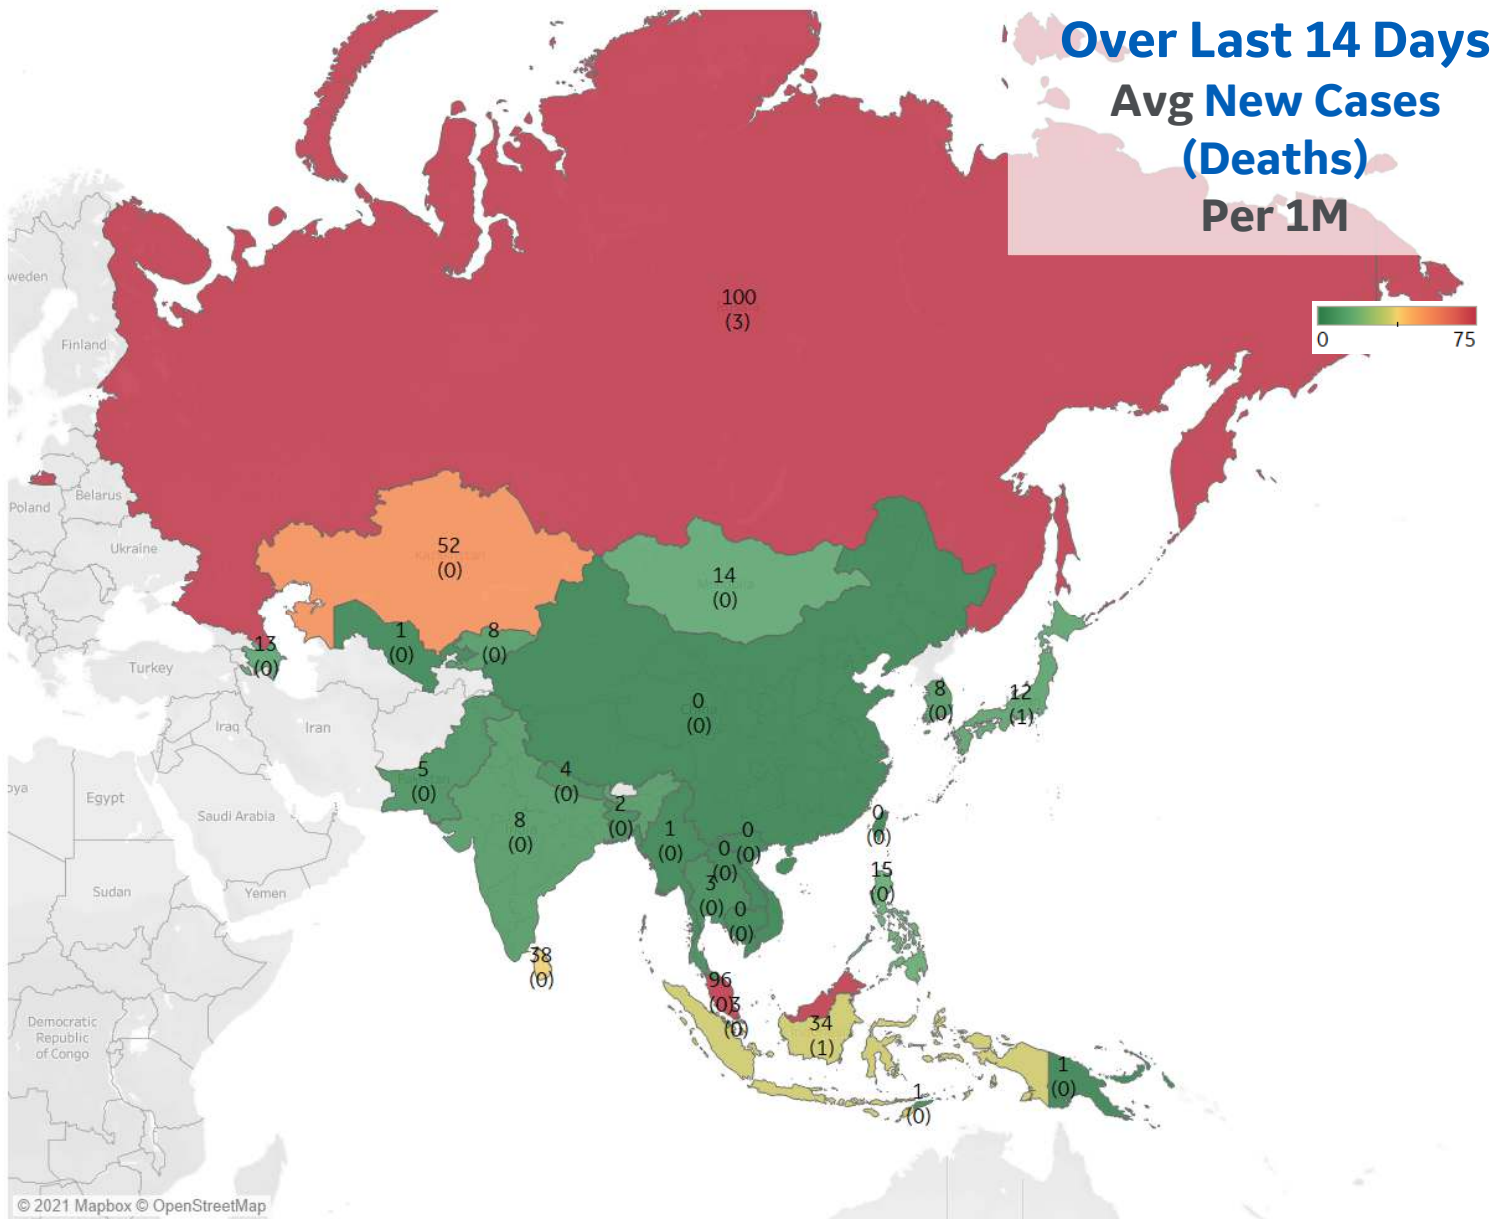 Over Last 14 Days
Avg New Cases
(Deaths)
Per 1M
100
(3)
0 75
weden
Finland
Poland
Belarus
Ukraine
52
(0)
14
(0)
1
(0)
8
(0)
13
(0)
Turkey
Iraq
Iran
0
(0)
8
(0)
12
(1)
oya
Egypt
Saudi Arabia
5
(0)
4
(0)
8
(0)
2
(0)
1
(0)
0
(0)
0
(0)
3
(0)
0
(0)
0
(0)
15
(0)
Sudan
Yemen
38
(0)
96
(0)
3
(0)
34
(1)
1
(0)
1
(0)
Democratic
Republic
of Congo
© 2021 Mapbox © OpenStreetMap